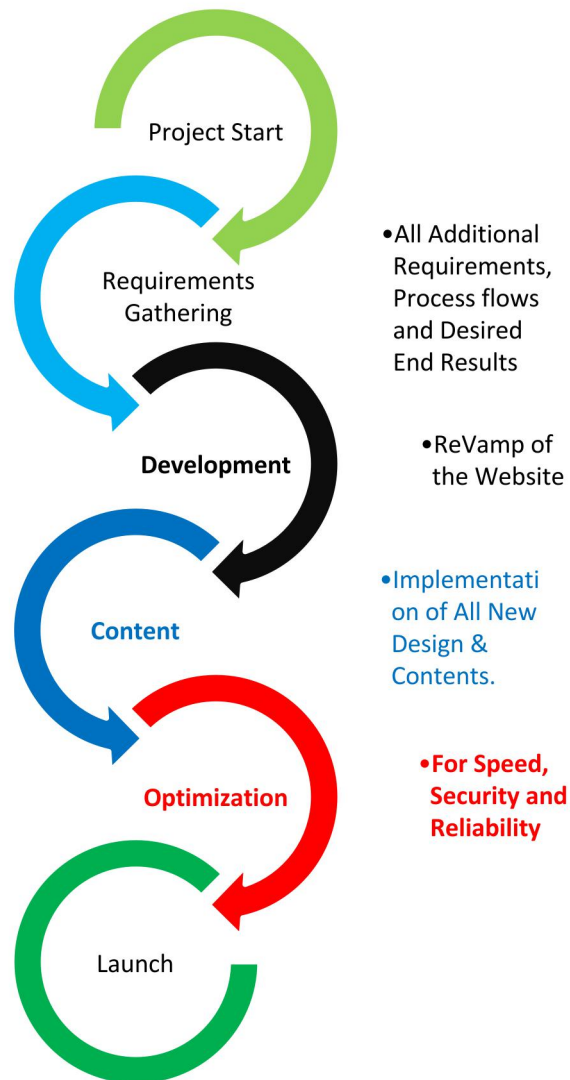 Project Start
Requirements
Gathering
•All Additional
Requirements,
Process flows
and Desired
End Results
Development
•ReVamp of
the Website
Content
•Implementati
on of All New
Design &
Contents.
Optimization
•For Speed,
Security and
Reliability
Launch